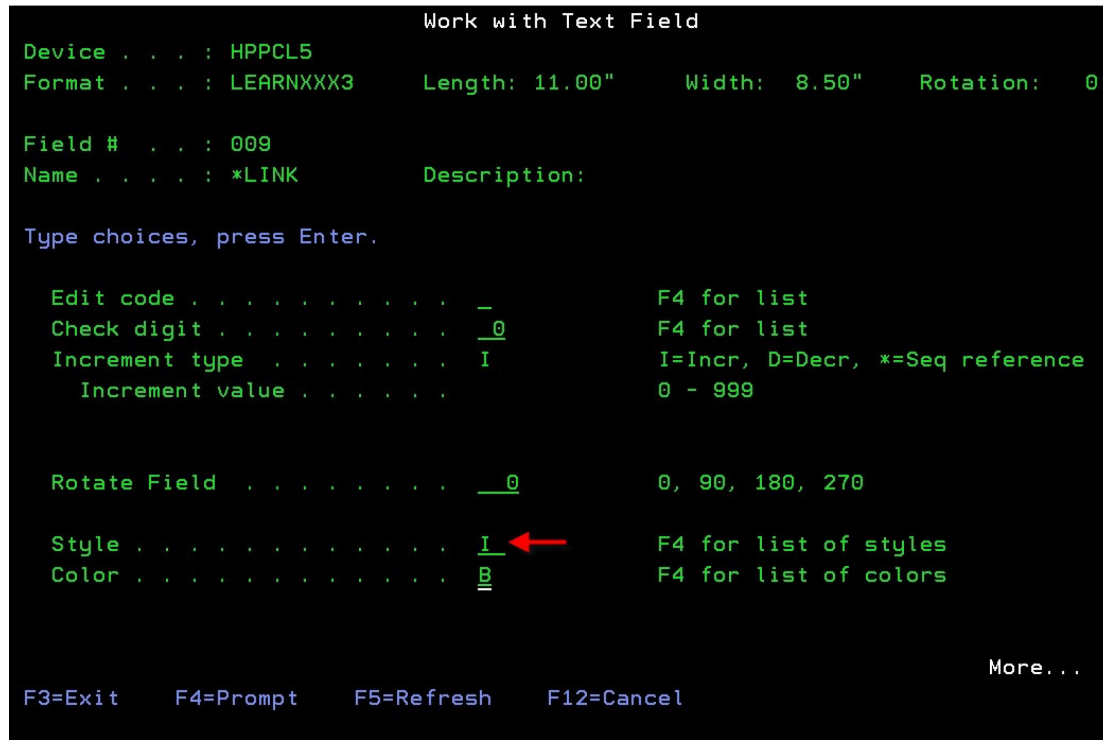 Work with Text Field
Device . . . : HPPCL5
Format . . . : LEARNXXX3 Length: 11.00" Width: 8.50" Rotation: 0
Field # . . : 009
Name . . . . : *LINK Description:
Type choices, press Enter.
Edit code . . . . . . . . . . _ F4 for list
Check digit . . . . . . . . . 0 F4 for list
Increment type . . . . . . . I I=Incr, D=Decr, *=Seq reference
Increment value . . . . . . 0 - 999
Rotate Field . . . . . . . . 0 0, 90, 180, 270
Style . . . . . . . . . . . . I F4 for list of styles
Color . . . . . . . . . . . . B F4 for list of colors
More...
F3=Exit F4=Prompt F5=Refresh F12=Cancel